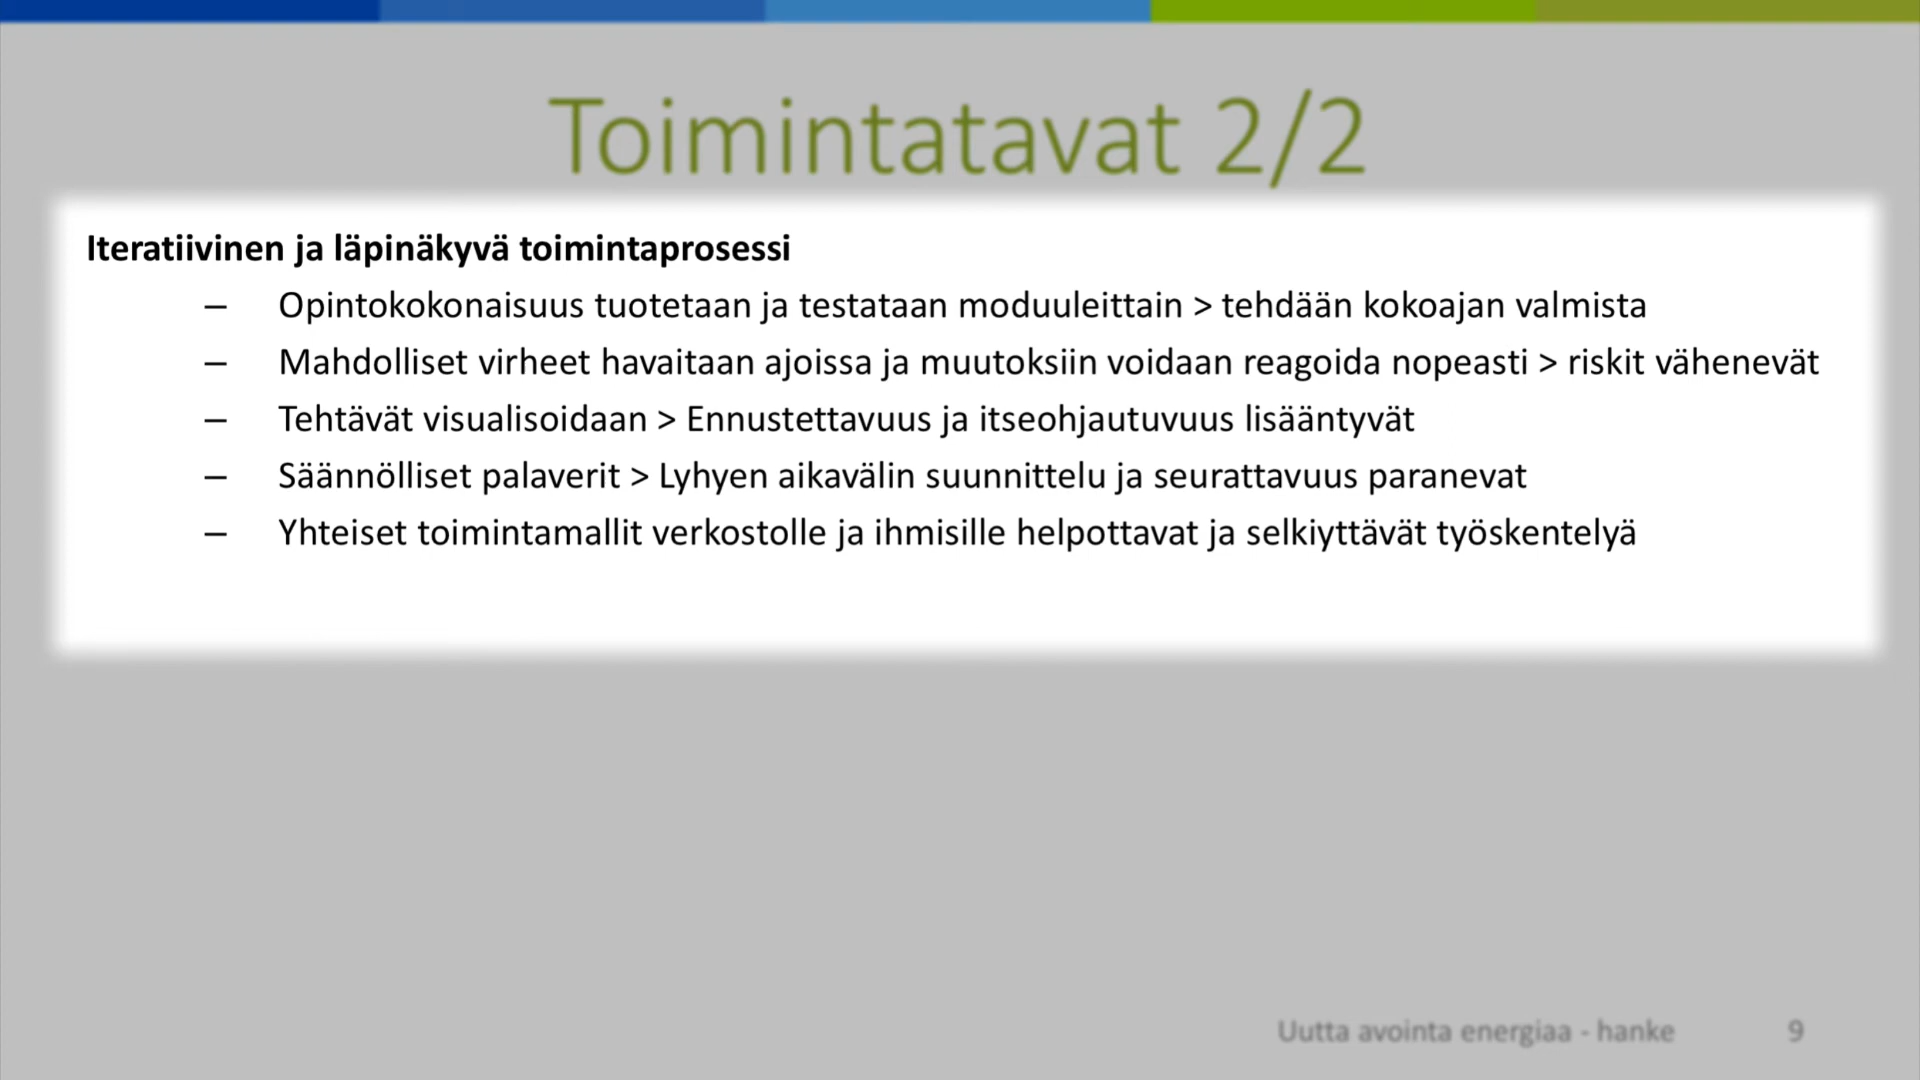 Toimintatavat 2/2
Iteratiivinen ja läpinäkyvä toimintaprosessi
– Opintokokonaisuus tuotetaan ja testataan moduuleittain > tehdään kokoajan valmista
– Mahdolliset virheet havaitaan ajoissa ja muutoksiin voidaan reagoida nopeasti > riskit vähenevät
– Tehtävät visualisoidaan > Ennustettavuus ja itseohjautuvuus lisääntyvät
– Säännölliset palaverit > Lyhyen aikavälin suunnittelu ja seurattavuus paranevat
– Yhteiset toimintamallit verkostolle ja ihmisille helpottavat ja selkiyttävät työskentelyä
Uutta avointa energiaa - hanke 9